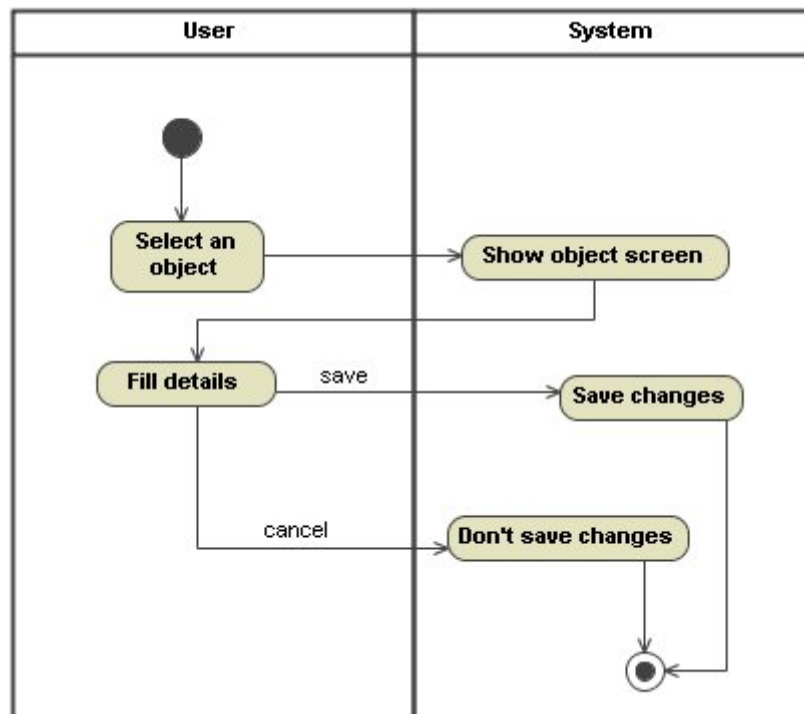 User
System
Select an
object
Show object screen
Fill details
save
Save changes
cancel
Don't save changes